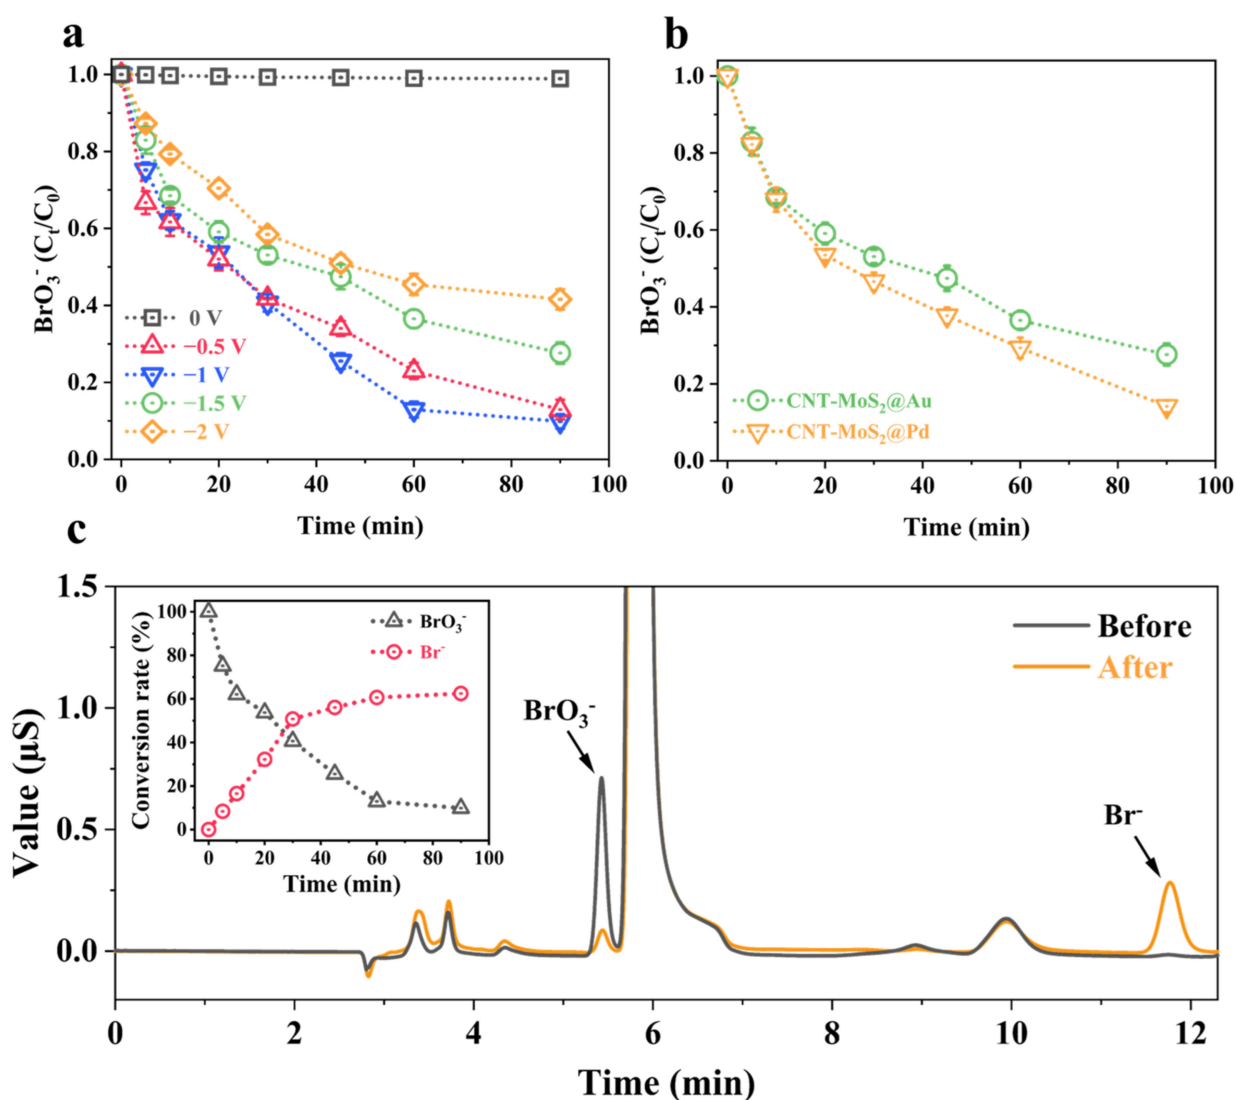 a
BrO₃⁻ (Cₜ/C₀)
1.0
0.8
0.6
0.4
0.2
0.0
0 V
−0.5 V
−1 V
−1.5 V
−2 V
0 20 40 60 80 100
Time (min)
b
BrO₃⁻ (Cₜ/C₀)
1.0
0.8
0.6
0.4
0.2
0.0
CNT-MoS₂@Au
CNT-MoS₂@Pd
0 20 40 60 80 100
Time (min)
c
Value (μS)
1.5
1.0
0.5
0.0
Conversion rate (%)
100
80
60
40
20
0
BrO₃⁻
Br⁻
0 20 40 60 80 100
Time (min)
Before
After
BrO₃⁻
Br⁻
0 2 4 6 8 10 12
Time (min)